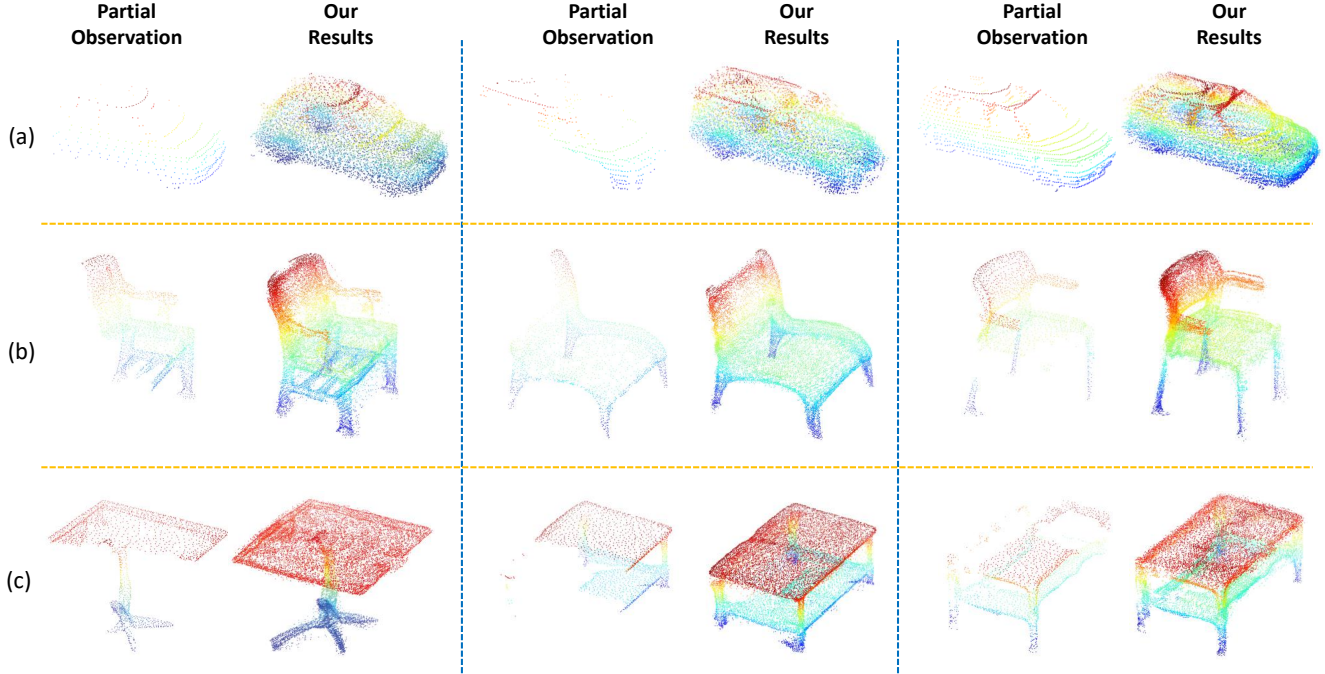 Partial
Observation
Our
Results
Partial
Observation
Our
Results
Partial
Observation
Our
Results
(a)
(b)
(c)